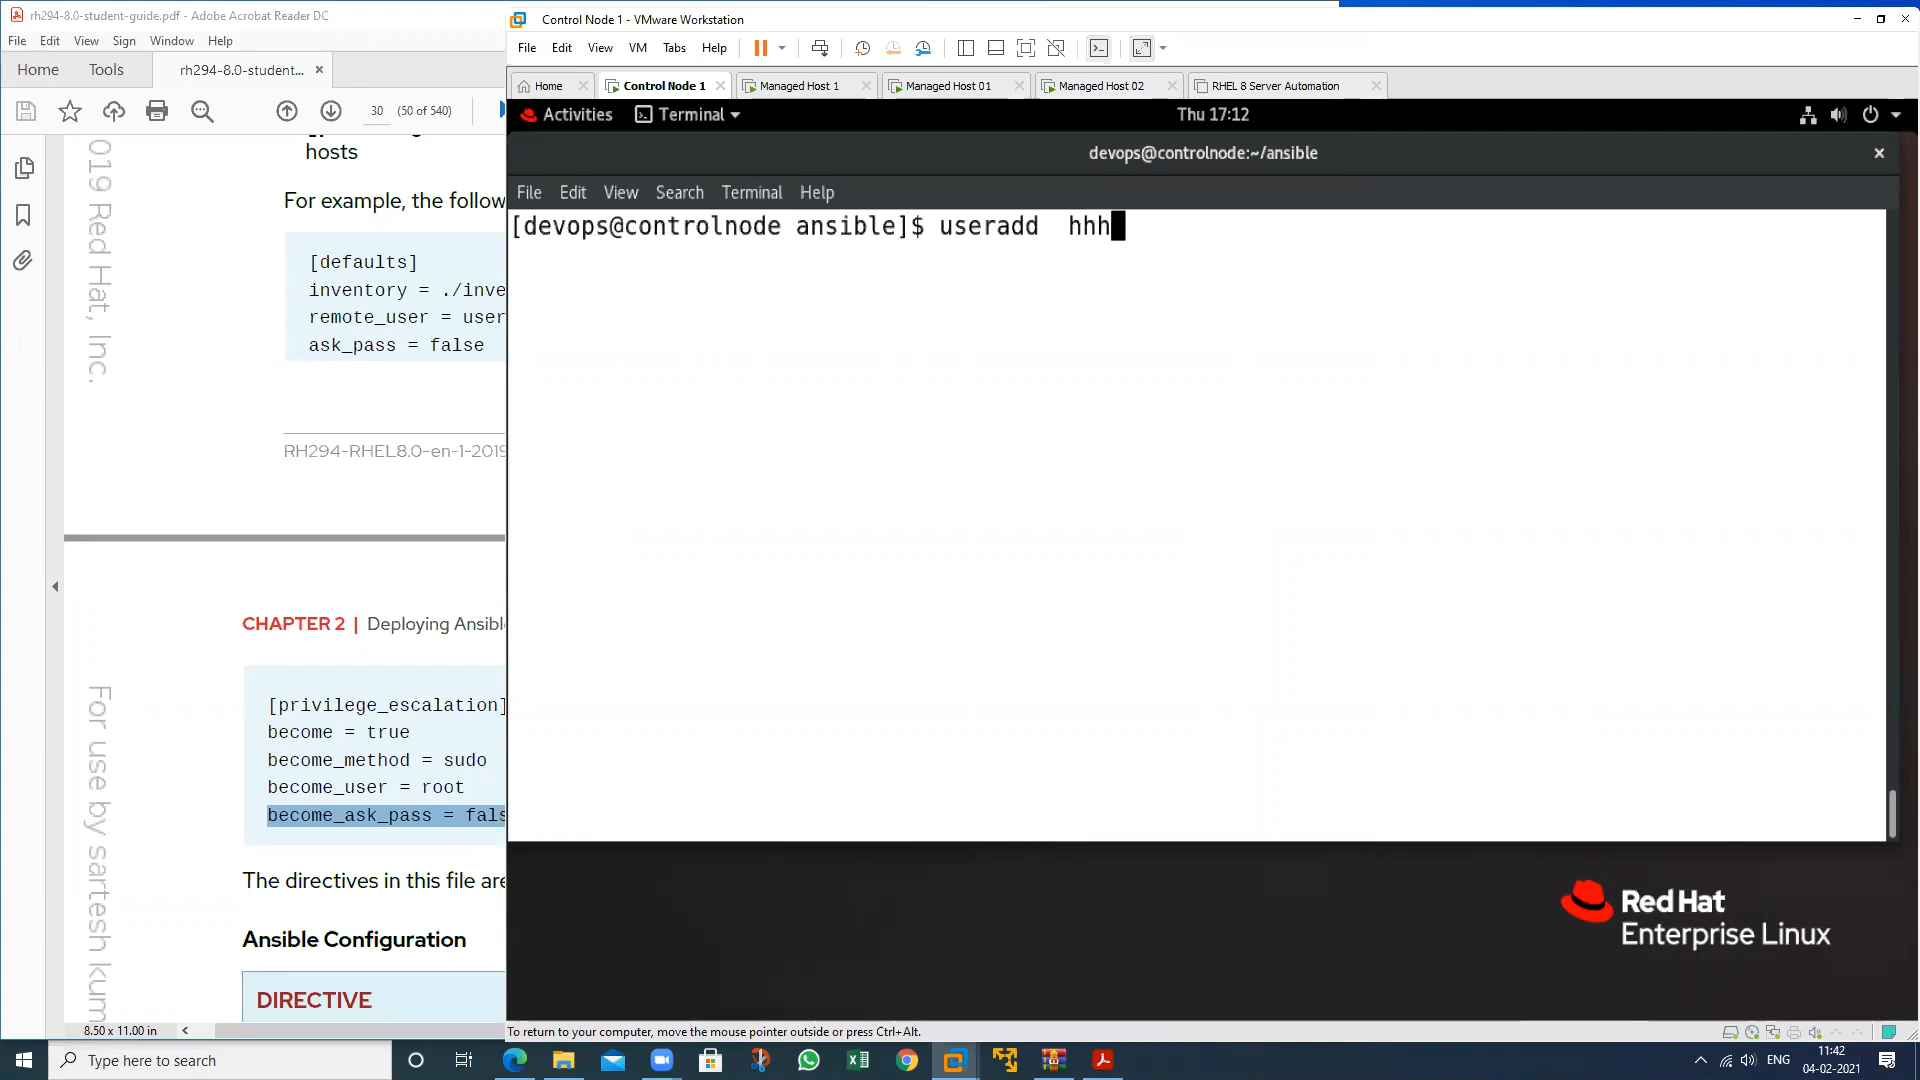 rh294-8.0-student-guide.pdf - Adobe Acrobat Reader DC
File Edit View Sign Window Help
Home Tools rh294-8.0-student...
30 (50 of 540)
hosts
For example, the follow
[defaults]
inventory = ./inve
remote_user = user
ask_pass = false
RH294-RHEL8.0-en-1-2019
019 Red Hat, Inc.
CHAPTER 2 | Deploying Ansibl
[privilege_escalation]
become = true
become_method = sudo
become_user = root
become_ask_pass = fals
The directives in this file are
Ansible Configuration
DIRECTIVE
For use by sartesh kum
8.50 x 11.00 in
Control Node 1 - VMware Workstation
File Edit View VM Tabs Help
Home Control Node 1 Managed Host 1 Managed Host 01 Managed Host 02 RHEL 8 Server Automation
Activities Terminal Thu 17:12
devops@controlnode:~/ansible
File Edit View Search Terminal Help
[devops@controlnode ansible]$ useradd  hhh
Red Hat
Enterprise Linux
To return to your computer, move the mouse pointer outside or press Ctrl+Alt.
Type here to search
ENG
11:42
04-02-2021